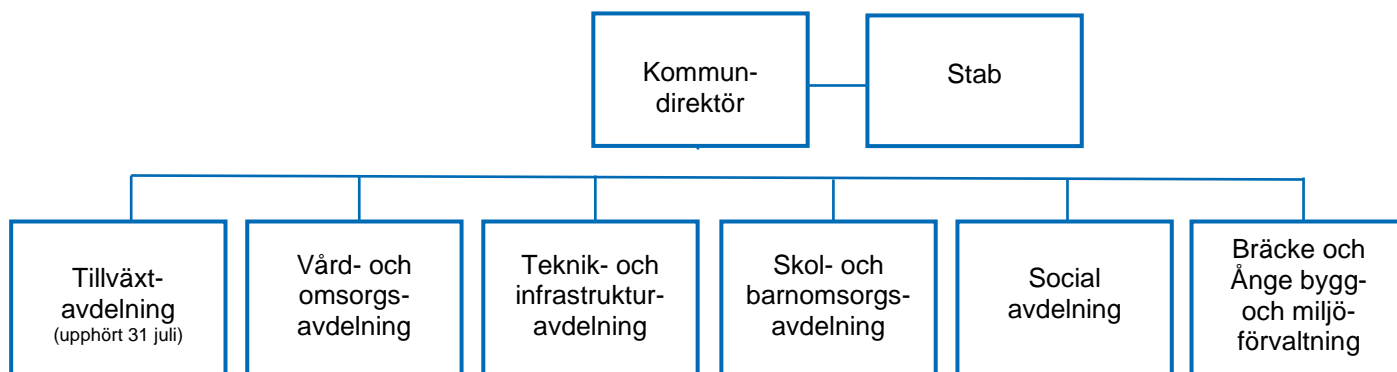 Kommun-
direktör
Stab
Tillväxt-
avdelning
(upphört 31 juli)
Vård- och
omsorgs-
avdelning
Teknik- och
infrastruktur-
avdelning
Skol- och
barnomsorgs-
avdelning
Social
avdelning
Bräcke och
Ånge bygg-
och miljö-
förvaltning